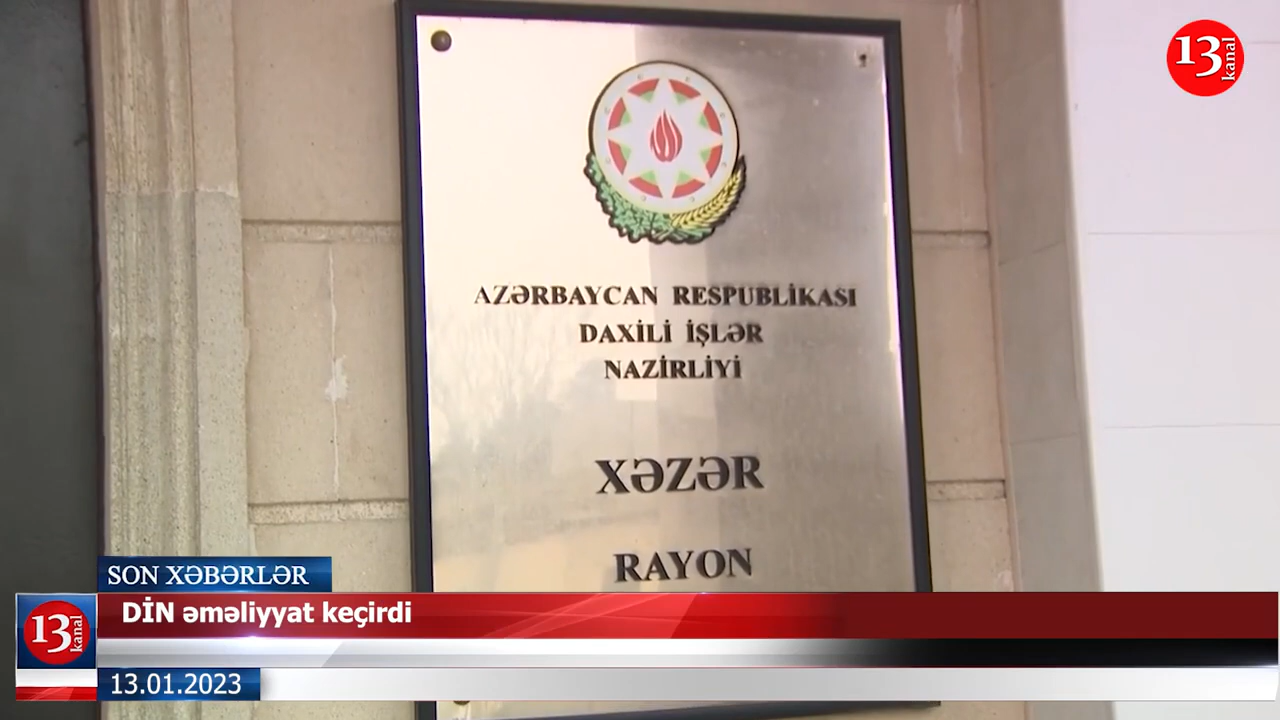 13 kanal
AZƏRBAYCAN RESPUBLİKASI
DAXİLİ İŞLƏR
NAZİRLİYİ
XƏZƏR
RAYON
SON XƏBƏRLƏR
DİN əməliyyat keçirdi
13 kanal
13.01.2023